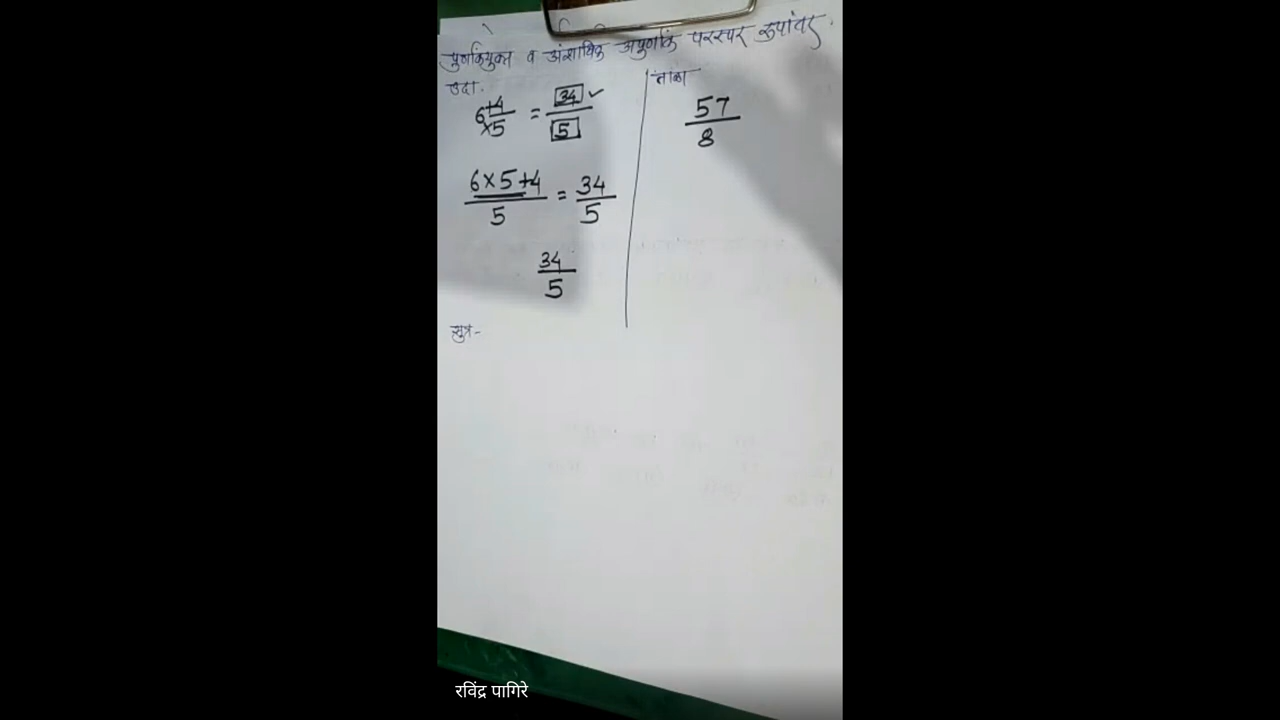 पुर्णांकयुक्त व अंशाधिक अपुर्णांक परस्पर रुपांतर.
उदा.
6 +4/×5 = 34/5 ✓
57/8
6×5+4/5 = 34/5
34/5
सुत्र-
रविंद्र पागिरे